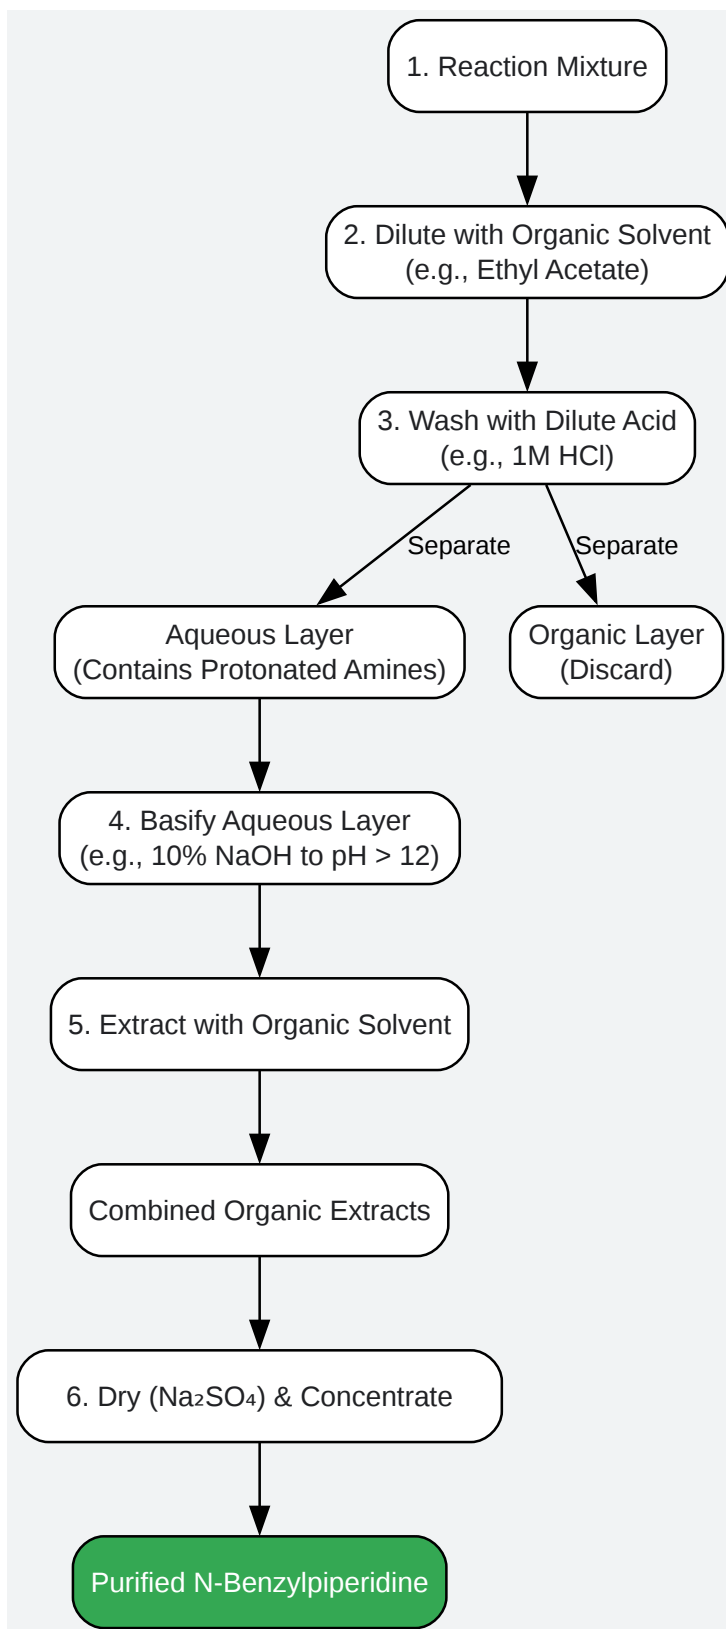 1. Reaction Mixture
2. Dilute with Organic Solvent
(e.g., Ethyl Acetate)
3. Wash with Dilute Acid
(e.g., 1M HCl)
Separate
Separate
Aqueous Layer
(Contains Protonated Amines)
Organic Layer
(Discard)
4. Basify Aqueous Layer
(e.g., 10% NaOH to pH > 12)
5. Extract with Organic Solvent
Combined Organic Extracts
6. Dry (Na₂SO₄) & Concentrate
Purified N-Benzylpiperidine